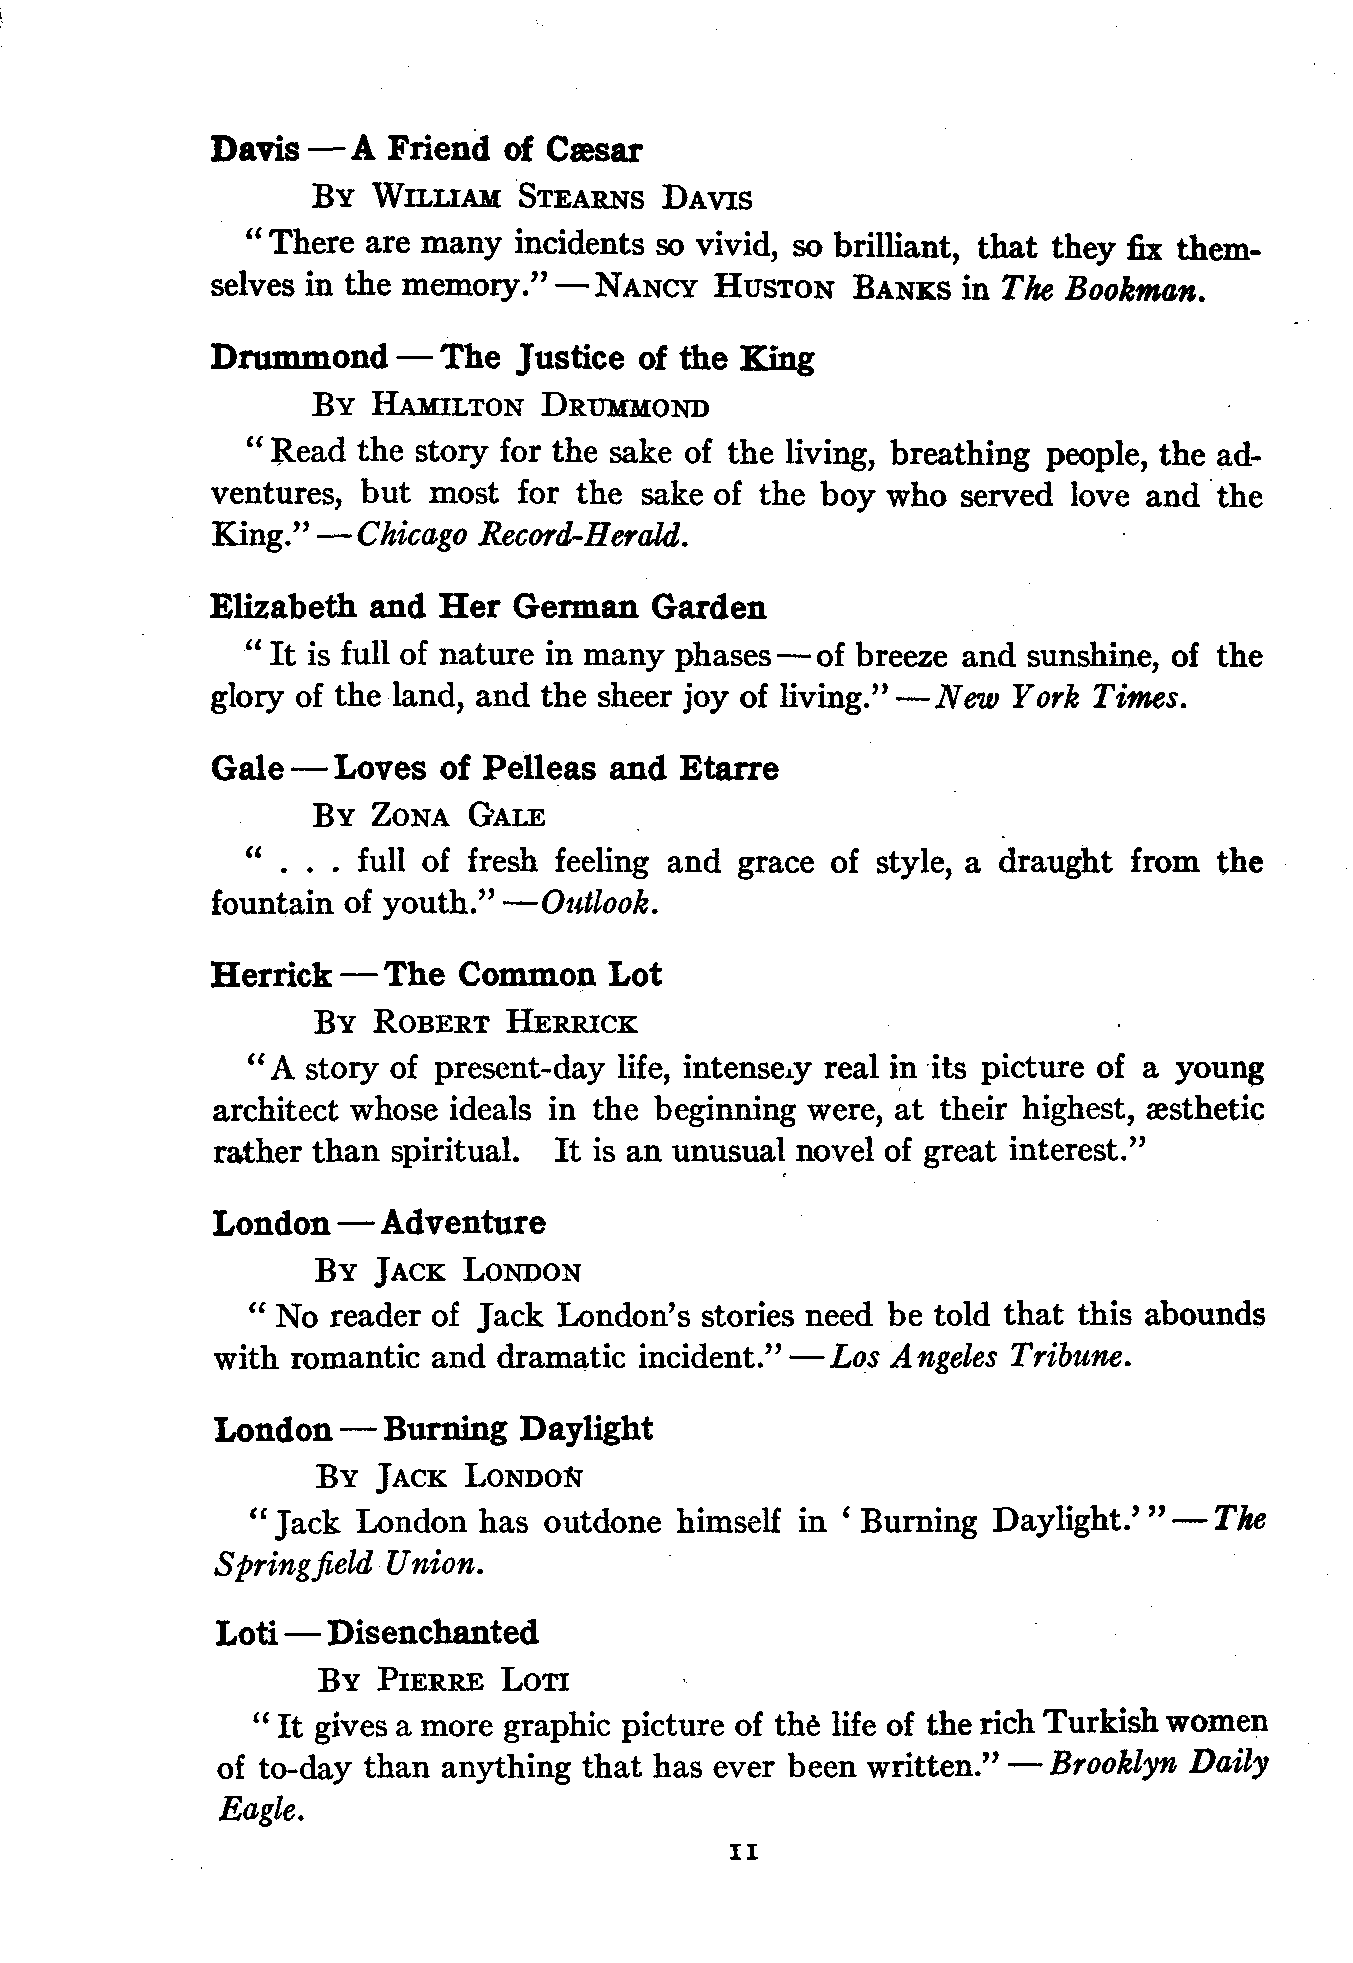 Davis — A Friend of Cæsar
By William Stearns Davis
“There are many incidents so vivid, so brilliant, that they fix them-
selves in the memory.” — Nancy Huston Banks in The Bookman.
Drummond — The Justice of the King
By Hamilton Drummond
“Read the story for the sake of the living, breathing people, the ad-
ventures, but most for the sake of the boy who served love and the
King.” — Chicago Record-Herald.
Elizabeth and Her German Garden
“It is full of nature in many phases — of breeze and sunshine, of the
glory of the land, and the sheer joy of living.” — New York Times.
Gale — Loves of Pelleas and Etarre
By Zona Gale
“ . . . full of fresh feeling and grace of style, a draught from the
fountain of youth.” — Outlook.
Herrick — The Common Lot
By Robert Herrick
“A story of present-day life, intensely real in its picture of a young
architect whose ideals in the beginning were, at their highest, æsthetic
rather than spiritual. It is an unusual novel of great interest.”
London — Adventure
By Jack London
“No reader of Jack London's stories need be told that this abounds
with romantic and dramatic incident.” — Los Angeles Tribune.
London — Burning Daylight
By Jack London
“Jack London has outdone himself in ‘Burning Daylight.’” — The
Springfield Union.
Loti — Disenchanted
By Pierre Loti
“It gives a more graphic picture of the life of the rich Turkish women
of to-day than anything that has ever been written.” — Brooklyn Daily
Eagle.
11